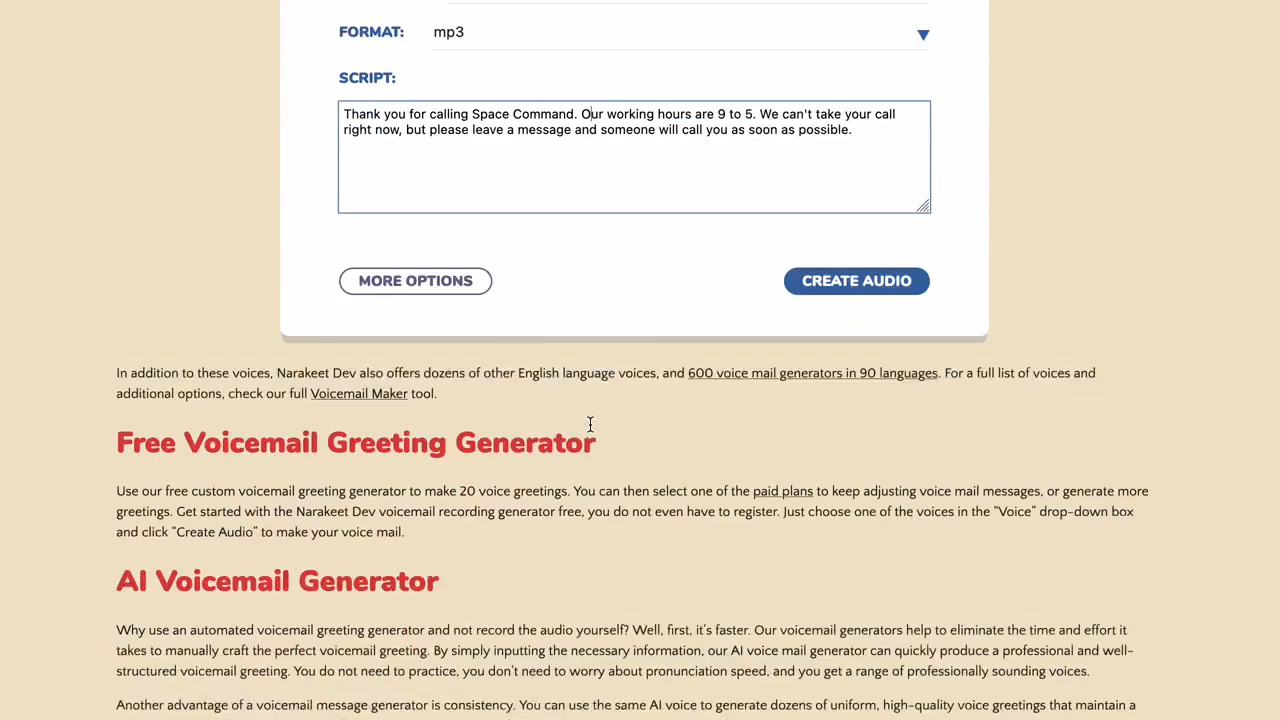 FORMAT:
mp3
SCRIPT:
Thank you for calling Space Command. Our working hours are 9 to 5. We can't take your call
right now, but please leave a message and someone will call you as soon as possible.
MORE OPTIONS
CREATE AUDIO
In addition to these voices, Narakeet Dev also offers dozens of other English language voices, and 600 voice mail generators in 90 languages. For a full list of voices and
additional options, check our full Voicemail Maker tool.
Free Voicemail Greeting Generator
Use our free custom voicemail greeting generator to make 20 voice greetings. You can then select one of the paid plans to keep adjusting voice mail messages, or generate more
greetings. Get started with the Narakeet Dev voicemail recording generator free, you do not even have to register. Just choose one of the voices in the “Voice” drop-down box
and click “Create Audio” to make your voice mail.
AI Voicemail Generator
Why use an automated voicemail greeting generator and not record the audio yourself? Well, first, it’s faster. Our voicemail generators help to eliminate the time and effort it
takes to manually craft the perfect voicemail greeting. By simply inputting the necessary information, our AI voice mail generator can quickly produce a professional and well-
structured voicemail greeting. You do not need to practice, you don’t need to worry about pronunciation speed, and you get a range of professionally sounding voices.
Another advantage of a voicemail message generator is consistency. You can use the same AI voice to generate dozens of uniform, high-quality voice greetings that maintain a